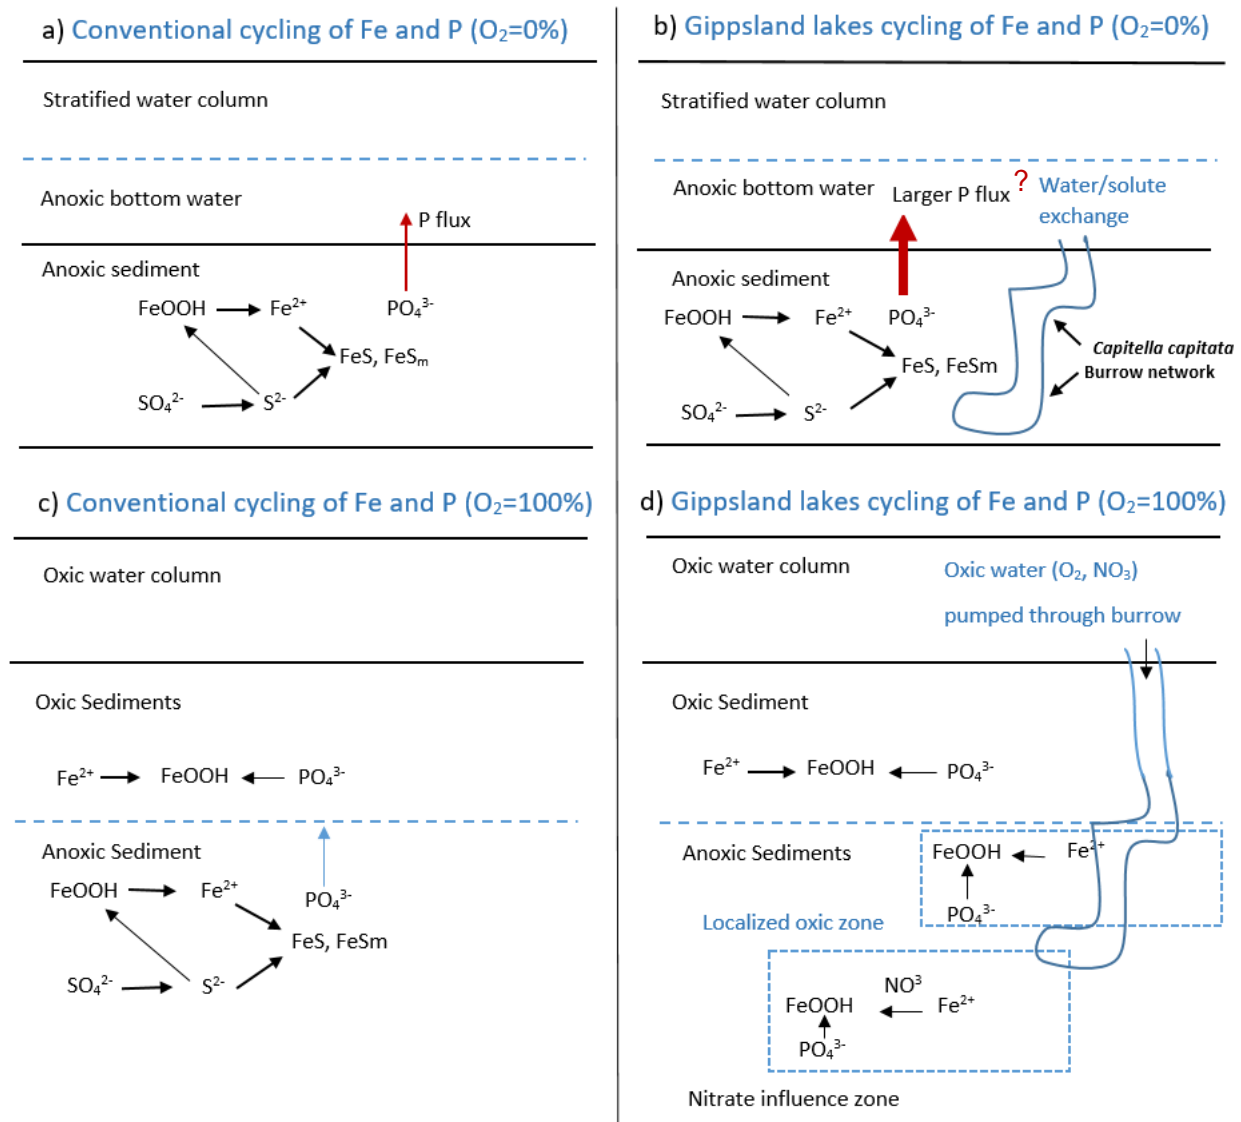 a) Conventional cycling of Fe and P (O₂=0%)
Stratified water column
Anoxic bottom water
P flux
Anoxic sediment
FeOOH
Fe²⁺
PO₄³⁻
FeS, FeSₘ
SO₄²⁻
S²⁻
b) Gippsland lakes cycling of Fe and P (O₂=0%)
Stratified water column
Anoxic bottom water
Larger P flux
?
Water/solute
exchange
Anoxic sediment
FeOOH
Fe²⁺
PO₄³⁻
FeS, FeSm
SO₄²⁻
S²⁻
Capitella capitata
Burrow network
c) Conventional cycling of Fe and P (O₂=100%)
Oxic water column
Oxic Sediments
Fe²⁺
FeOOH
PO₄³⁻
Anoxic Sediment
FeOOH
Fe²⁺
PO₄³⁻
FeS, FeSm
SO₄²⁻
S²⁻
d) Gippsland lakes cycling of Fe and P (O₂=100%)
Oxic water column
Oxic water (O₂, NO₃)
pumped through burrow
Oxic Sediment
Fe²⁺
FeOOH
PO₄³⁻
Anoxic Sediments
FeOOH
Fe²⁺
PO₄³⁻
Localized oxic zone
NO³
FeOOH
Fe²⁺
PO₄³⁻
Nitrate influence zone